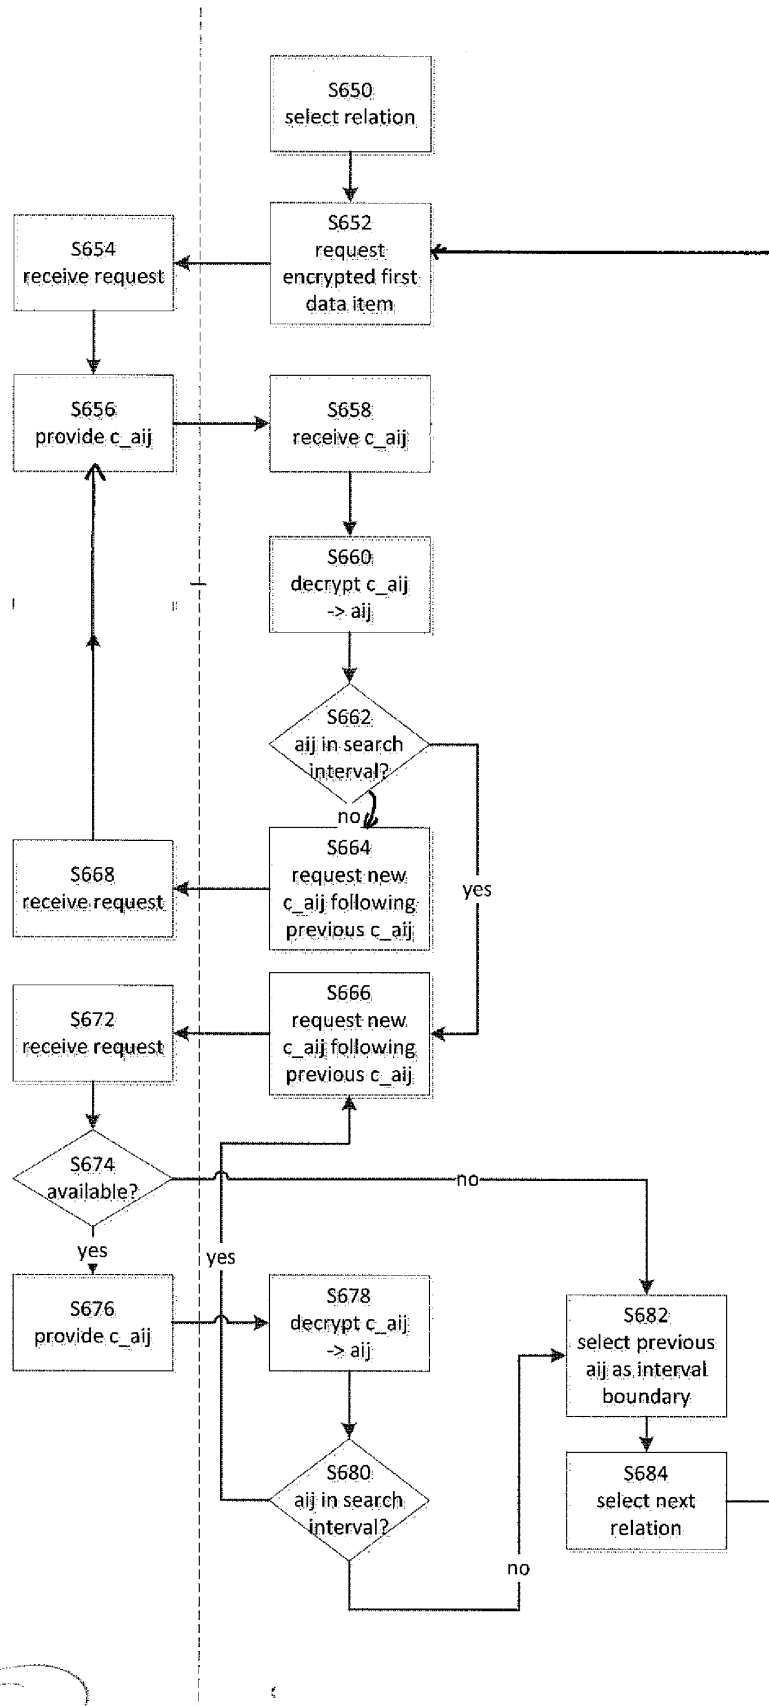 S650
select relation
S652
request
encrypted first
data item
S654
receive request
S656
provide c_aij
S658
receive c_aij
S660
decrypt c_aij
-> aij
S662
aij in search
interval?
no
yes
S664
request new
c_aij following
previous c_aij
S668
receive request
S666
request new
c_aij following
previous c_aij
S672
receive request
S674
available?
no
yes
yes
S676
provide c_aij
S678
decrypt c_aij
-> aij
S682
select previous
aij as interval
boundary
S680
aij in search
interval?
no
S684
select next
relation